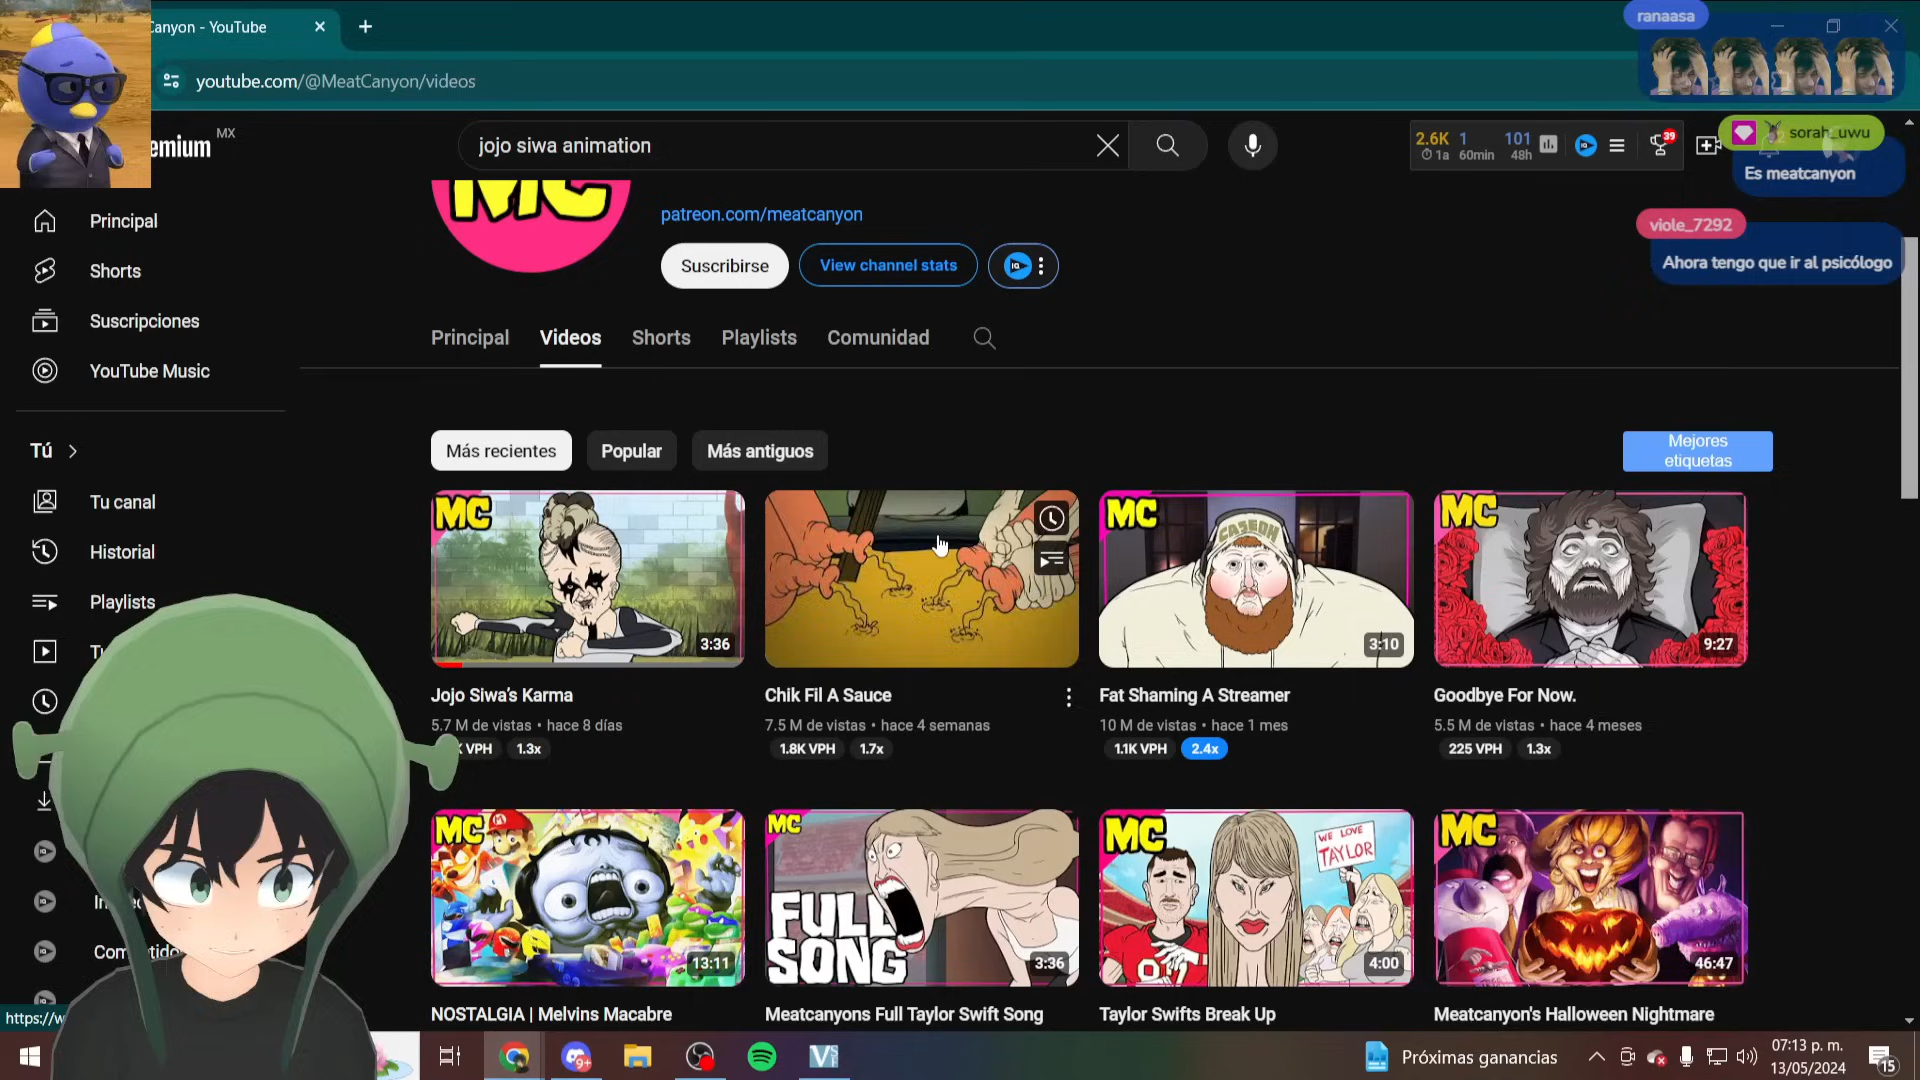 Canyon - YouTube
ranaasa
youtube.com/@MeatCanyon/videos
emium MX
jojo siwa animation
2.6K 1 101
1a 60min 48h
39
sorah_uwu
Es meatcanyon
viole_7292
Ahora tengo que ir al psicólogo
MC
patreon.com/meatcanyon
Suscribirse
View channel stats
Principal
Shorts
Suscripciones
YouTube Music
Principal
Videos
Shorts
Playlists
Comunidad
Tú
Más recientes
Popular
Más antiguos
Mejores
etiquetas
Tu canal
Historial
Playlists
MC
3:36
MC
CASEOH
3:10
MC
9:27
Jojo Siwa's Karma
5.7 M de vistas • hace 8 días
VPH 1.3x
Chik Fil A Sauce
7.5 M de vistas • hace 4 semanas
1.8K VPH 1.7x
Fat Shaming A Streamer
10 M de vistas • hace 1 mes
1.1K VPH 2.4x
Goodbye For Now.
5.5 M de vistas • hace 4 meses
225 VPH 1.3x
MC
13:11
MC
FULL
SONG
3:36
MC
WE LOVE
TAYLOR
4:00
MC
46:47
NOSTALGIA | Melvins Macabre
Meatcanyons Full Taylor Swift Song
Taylor Swifts Break Up
Meatcanyon's Halloween Nightmare
https://w
9+
Próximas ganancias
07:13 p. m.
13/05/2024
15